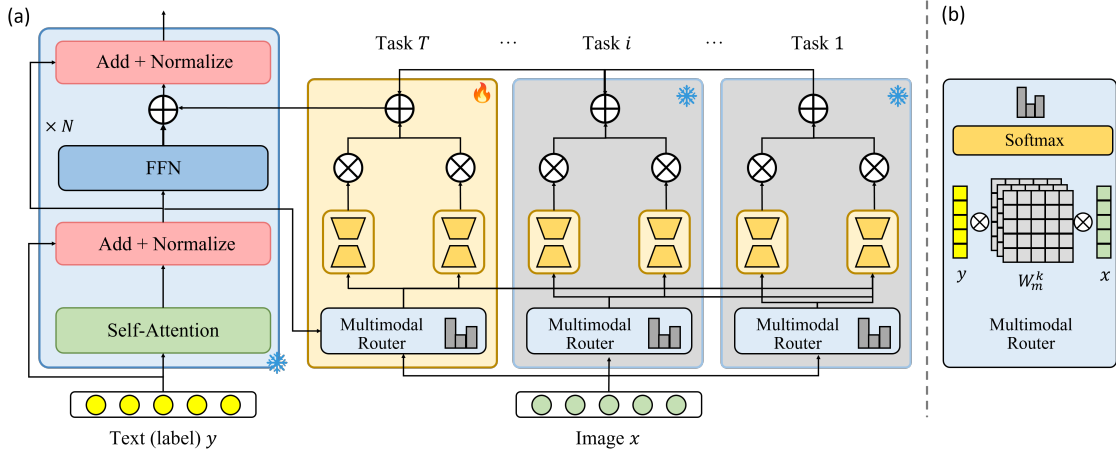 (a)
(b)
Task T ... Task i ... Task 1
Add + Normalize
× N
FFN
Add + Normalize
Self-Attention
Text (label) y
Multimodal
Router
Multimodal
Router
Multimodal
Router
Image x
Softmax
y
W_m^k
x
Multimodal
Router